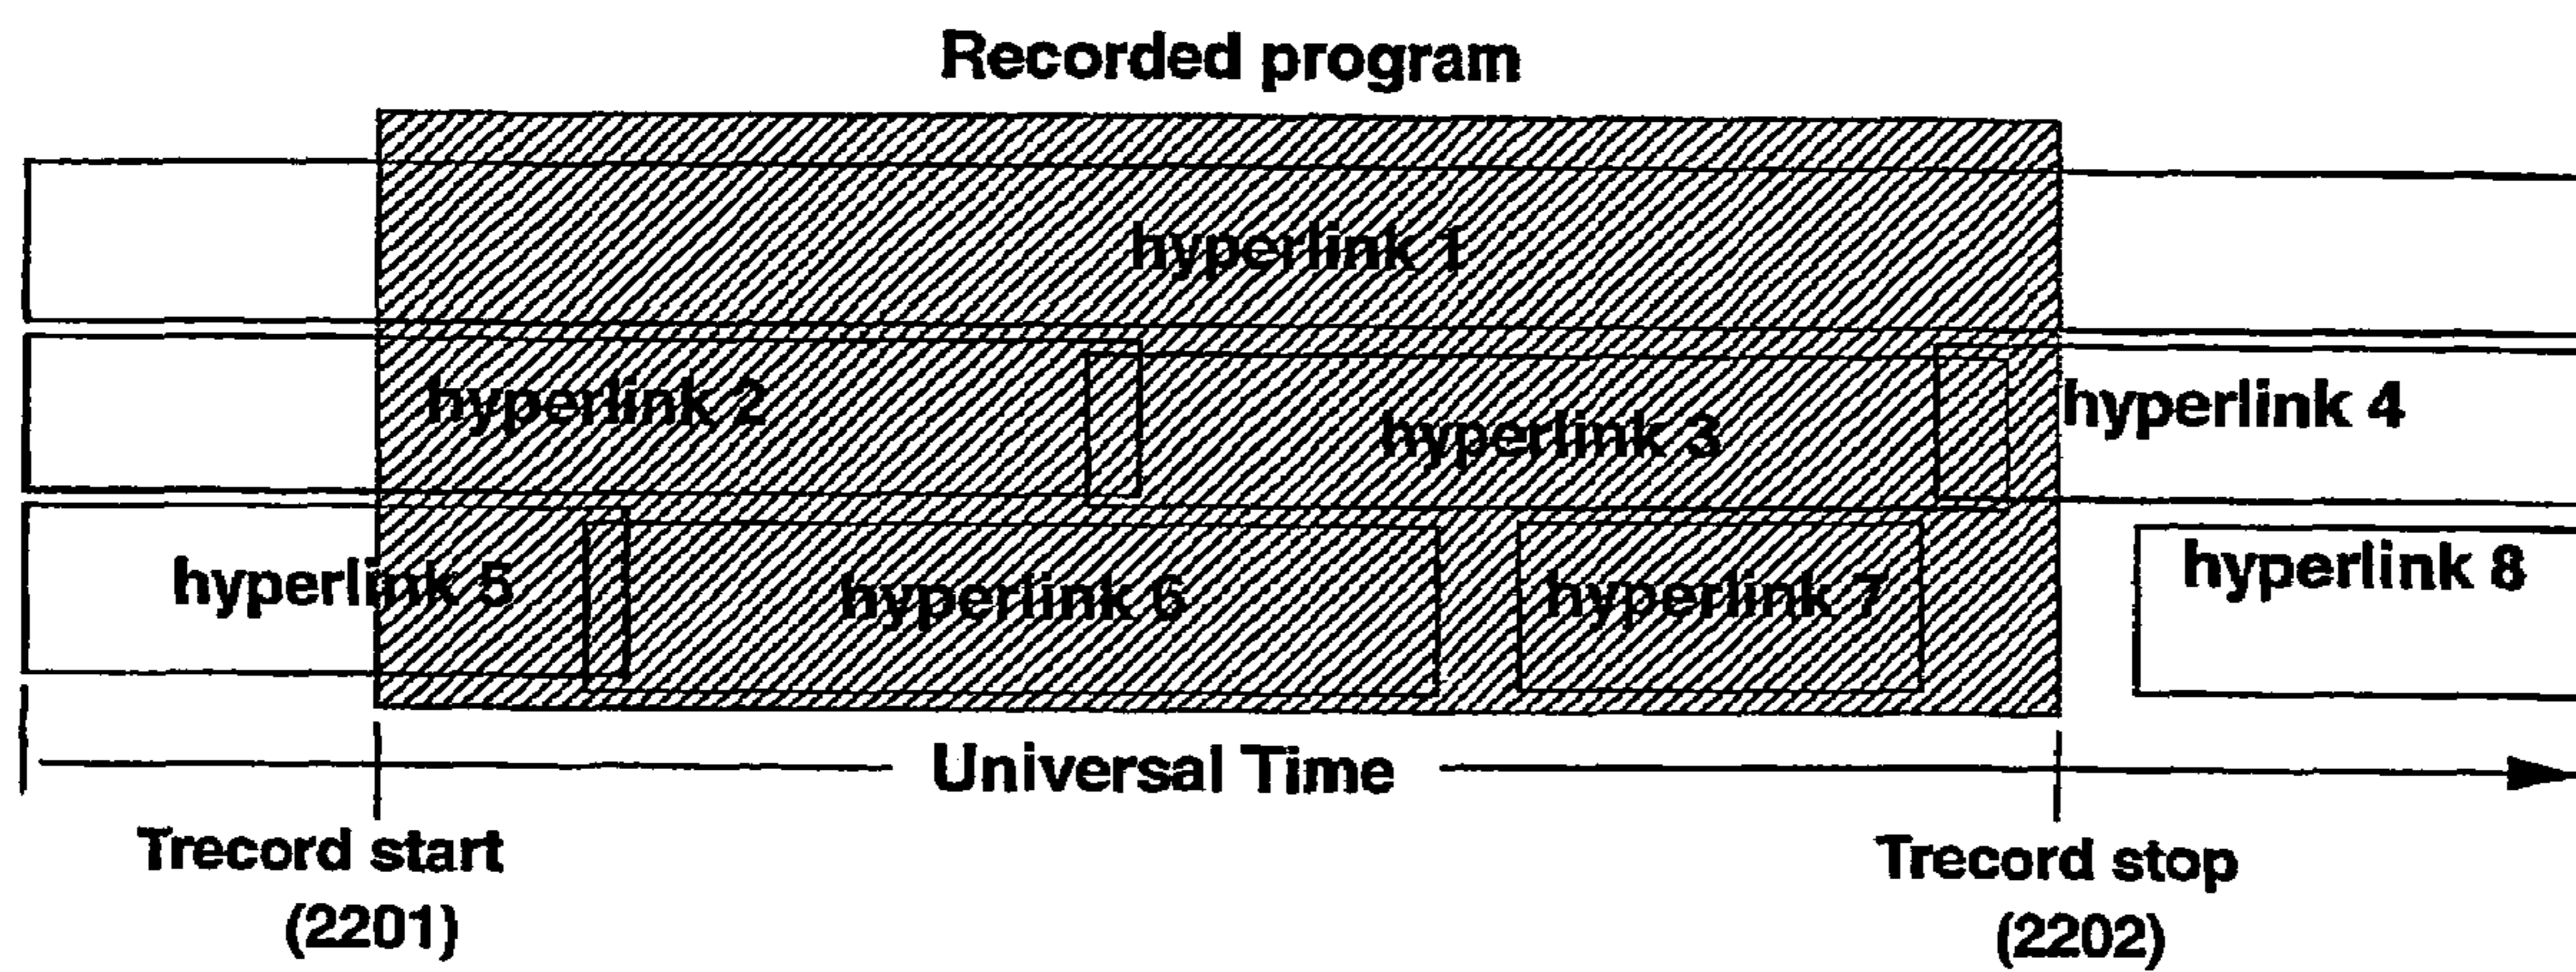 Recorded program
hyperlink 1
hyperlink 2
hyperlink 3
hyperlink 4
hyperlink 5
hyperlink 6
hyperlink 7
hyperlink 8
Universal Time
Trecord start
(2201)
Trecord stop
(2202)